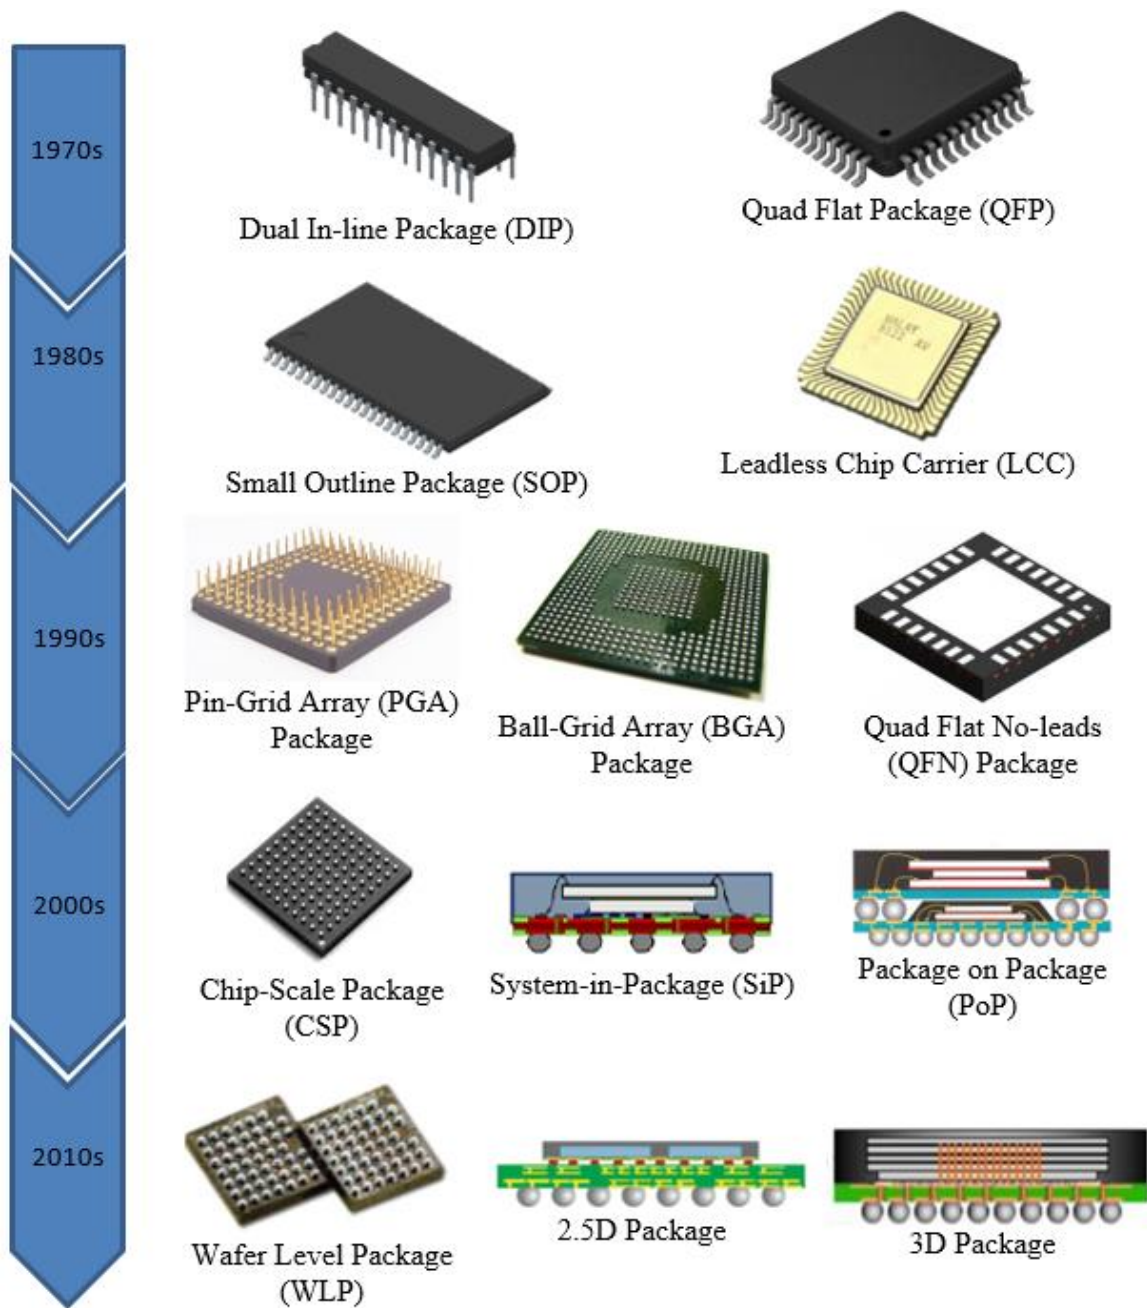 1970s
Dual In-line Package (DIP)
Quad Flat Package (QFP)
1980s
Small Outline Package (SOP)
Leadless Chip Carrier (LCC)
1990s
Pin-Grid Array (PGA)
Package
Ball-Grid Array (BGA)
Package
Quad Flat No-leads
(QFN) Package
2000s
Chip-Scale Package
(CSP)
System-in-Package (SiP)
Package on Package
(PoP)
2010s
Wafer Level Package
(WLP)
2.5D Package
3D Package